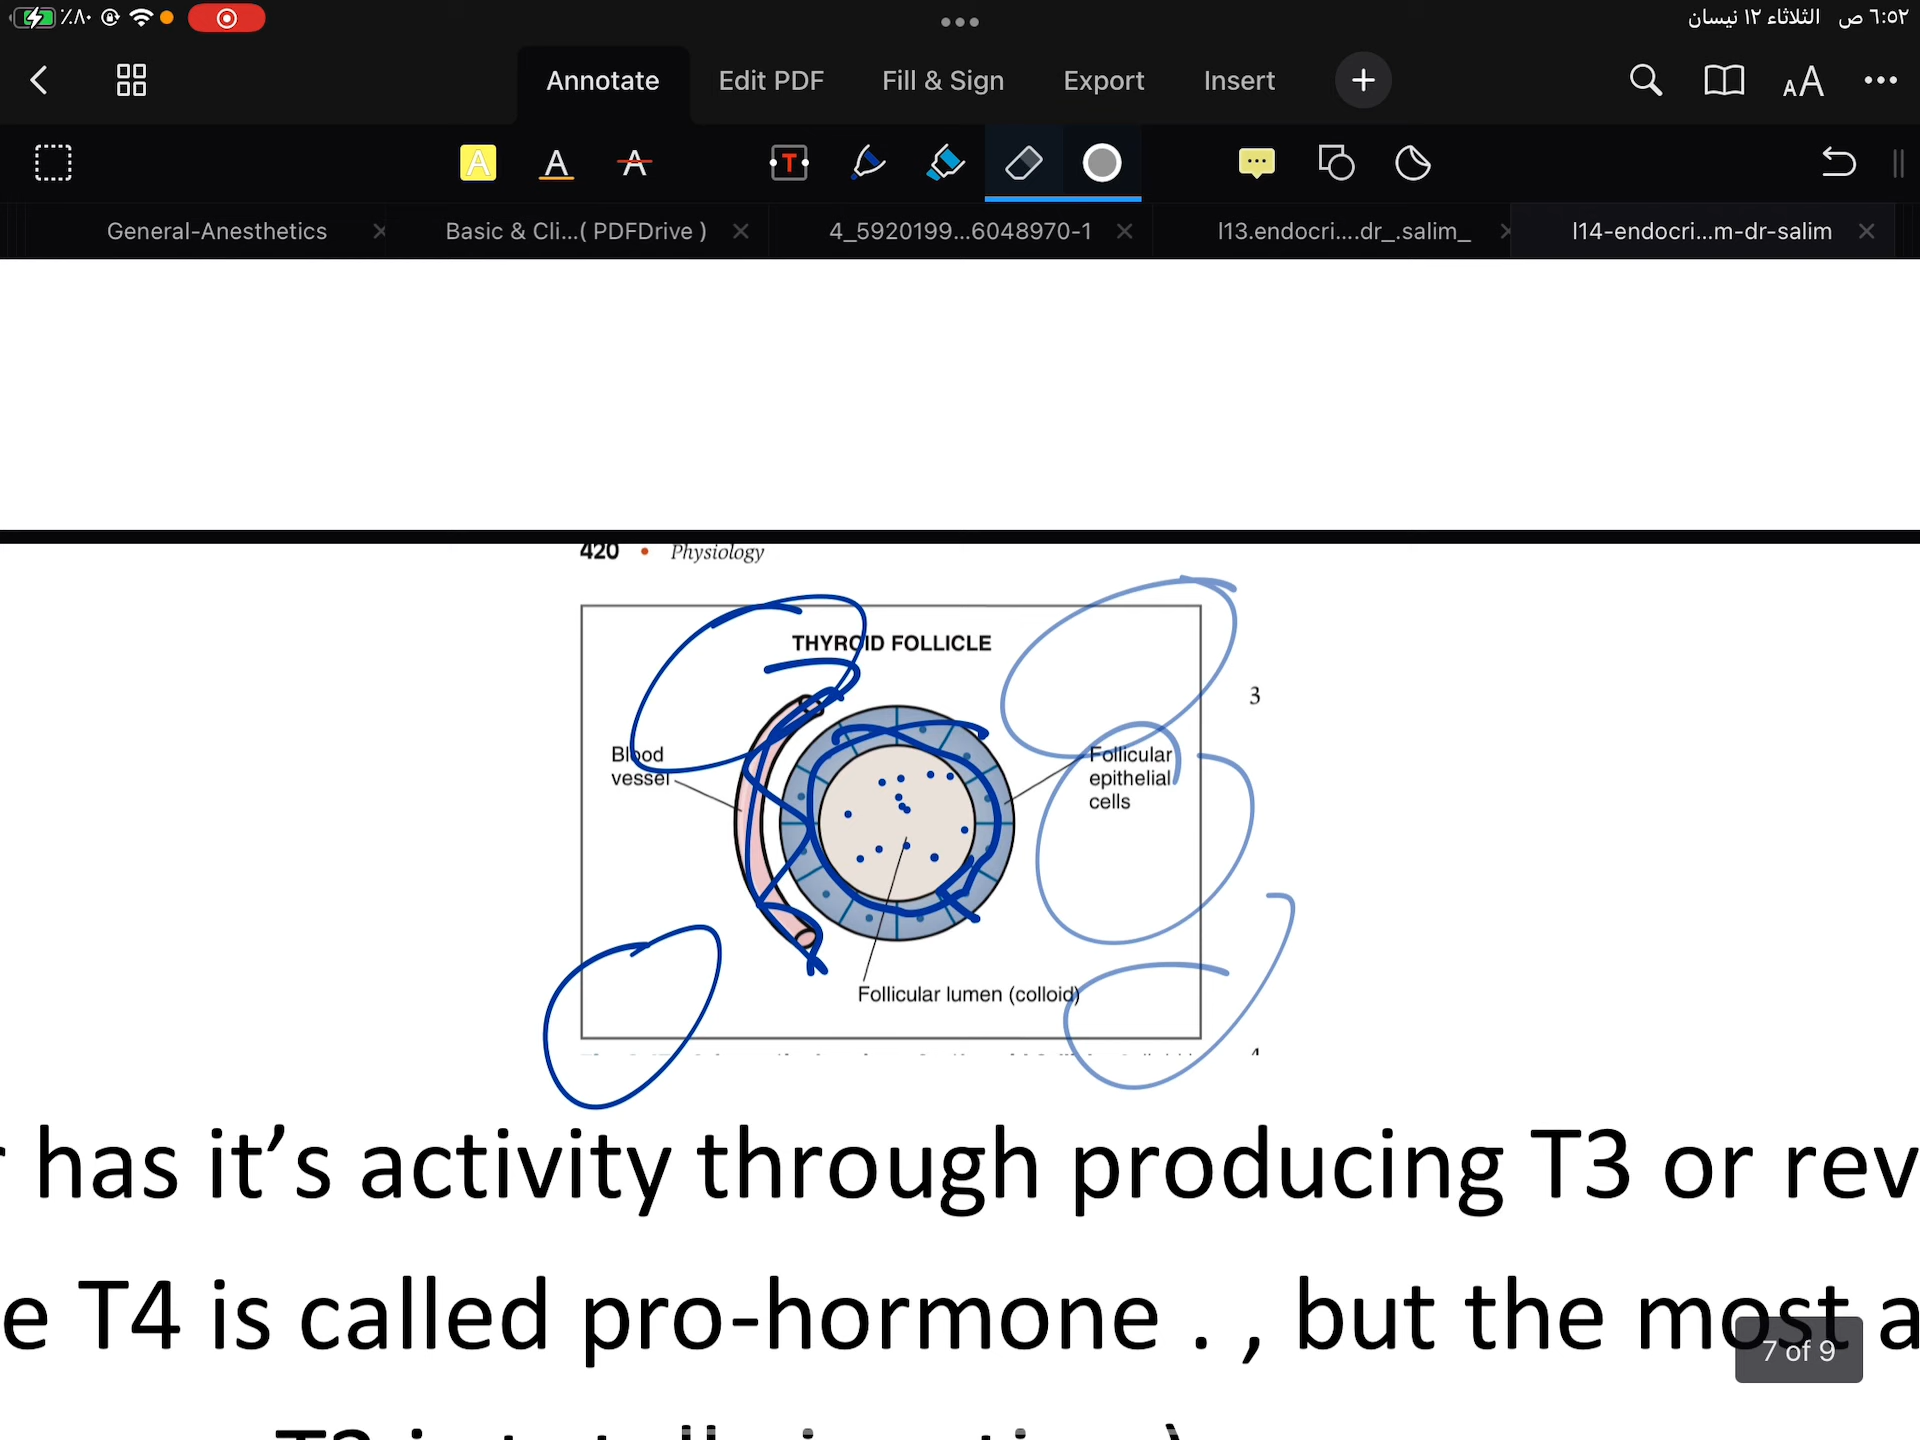 ٪٨٠
٦:٥٢ ص الثلاثاء ١٢ نيسان
Annotate Edit PDF Fill & Sign Export Insert
AA
A A A T
General-Anesthetics Basic & Cli...( PDFDrive ) 4_5920199...6048970-1 l13.endocri....dr_.salim_ l14-endocri...m-dr-salim
420 • Physiology
THYROID FOLLICLE
3
Blood
vessel
Follicular
epithelial
cells
Follicular lumen (colloid)
has it’s activity through producing T3 or rev
e T4 is called pro-hormone . , but the most a
7 of 9